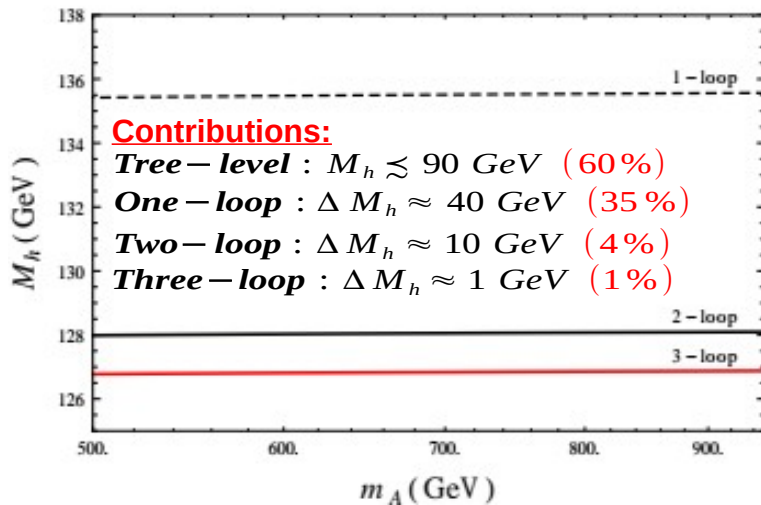 138
136
135
133
132
130
128
126
M_h (GeV)
1-loop
Contributions:
Tree-level : M_h ≲ 90 GeV (60%)
One-loop : Δ M_h ≈ 40 GeV (35%)
Two-loop : Δ M_h ≈ 10 GeV (4%)
Three-loop : Δ M_h ≈ 1 GeV (1%)
2-loop
3-loop
500. 600. 700. 800. 900.
m_A (GeV)